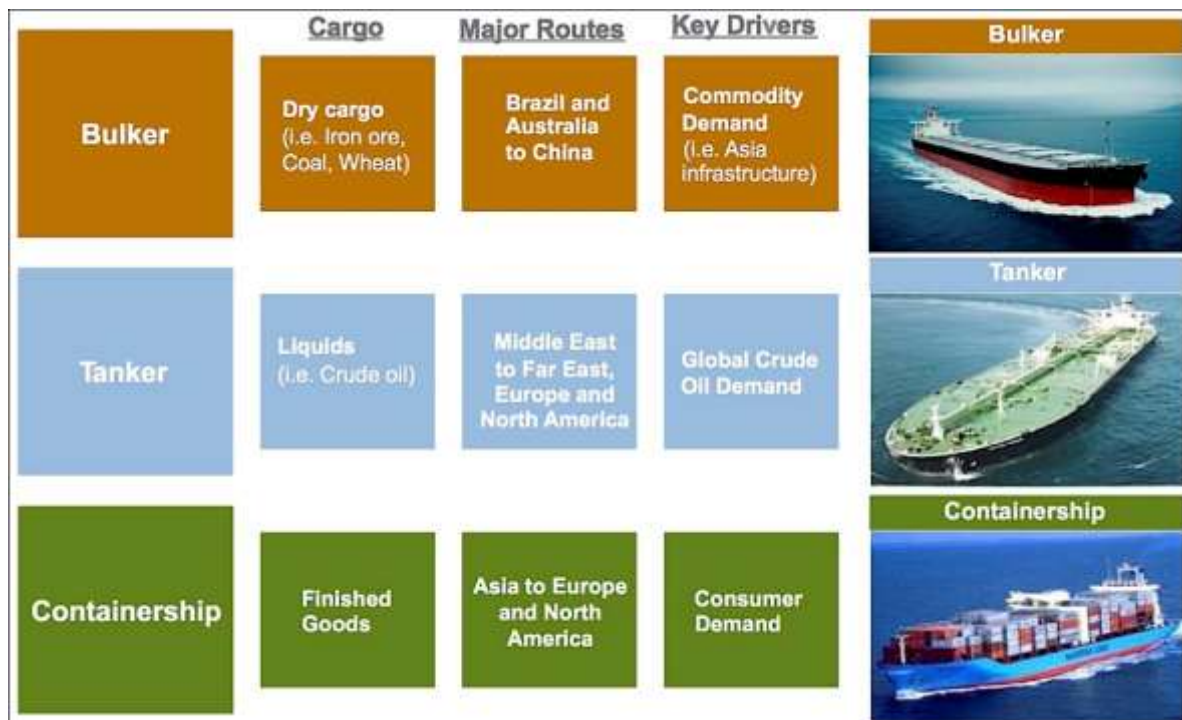 Cargo
Major Routes
Key Drivers
Bulker
Dry cargo
(i.e. Iron ore,
Coal, Wheat)
Brazil and
Australia
to China
Commodity
Demand
(i.e. Asia
infrastructure)
Bulker
Tanker
Liquids
(i.e. Crude oil)
Middle East
to Far East,
Europe and
North America
Global Crude
Oil Demand
Tanker
Containership
Finished
Goods
Asia to Europe
and North
America
Consumer
Demand
Containership